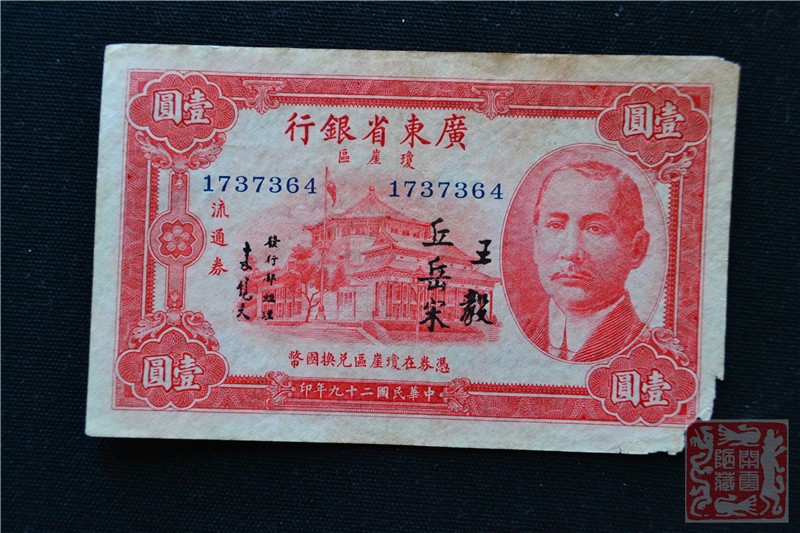 壹圓
壹圓
廣東省銀行
瓊崖區
1737364
1737364
流通券
王毅
丘岳宋
發行部經理
憑券在瓊崖區兌換國幣
壹圓
壹圓
中華民國二十九年印